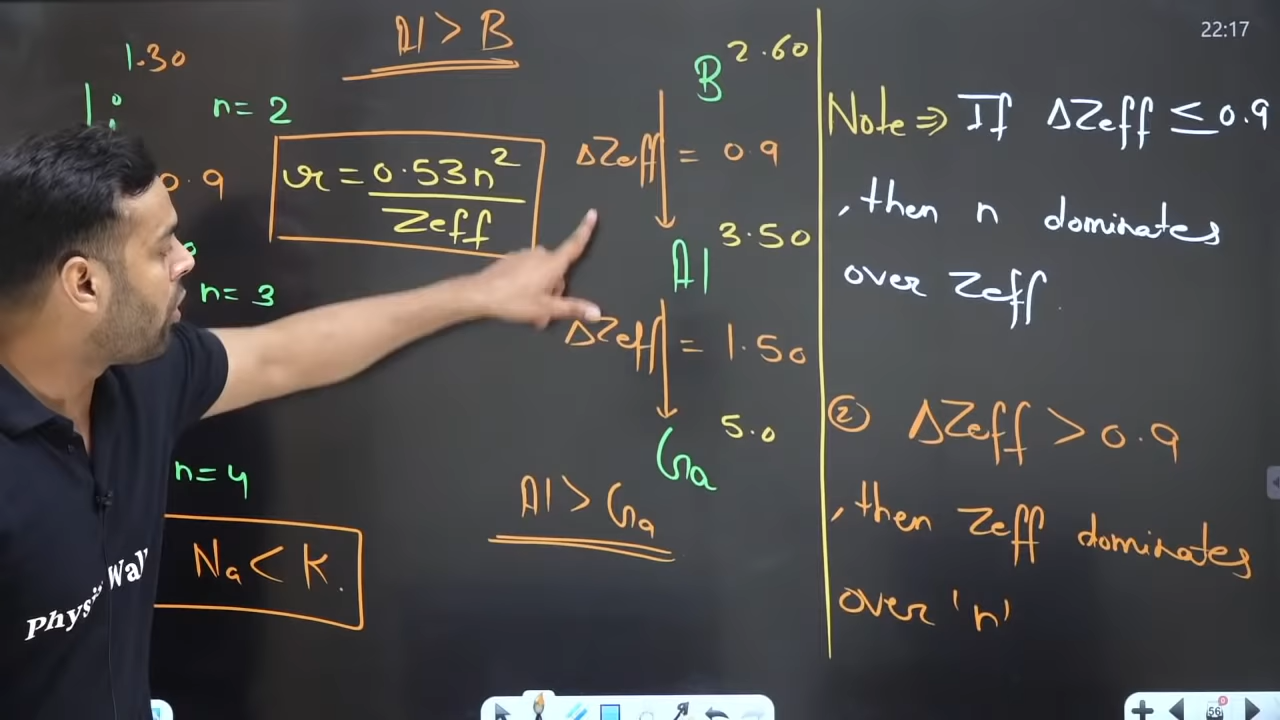 22:17
Al > B
1.30
Li
n = 2
0.9
r = 0.53n²
Zeff
n = 3
n = 4
Na < K.
B 2.60
ΔZeff = 0.9
Al 3.50
ΔZeff = 1.50
Ga 5.0
Al > Ga
Note ⇒ If ΔZeff ≤ 0.9
, then n dominates
over Zeff.
② ΔZeff > 0.9
, then Zeff dominates
over 'n'
Physics Wall
56